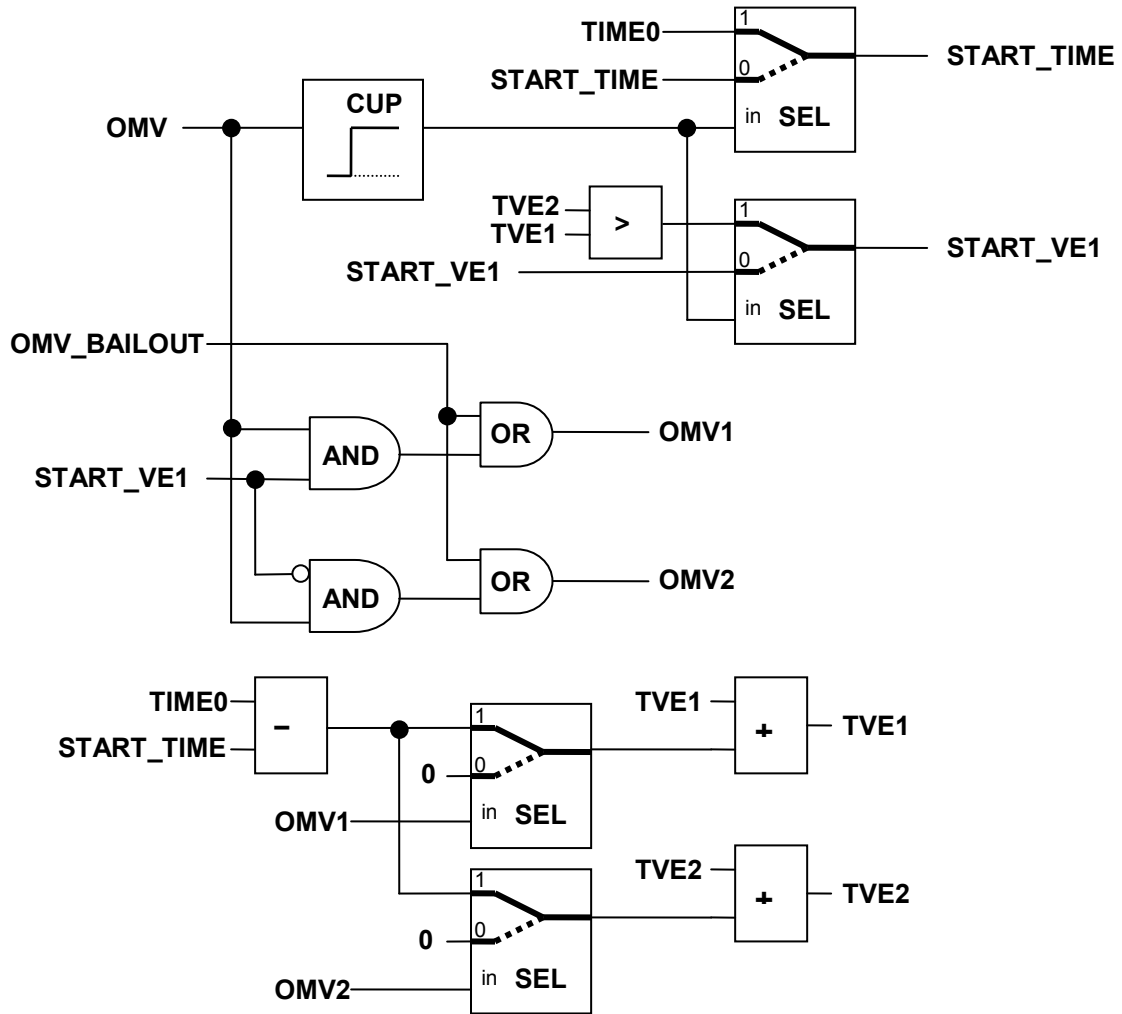 1
TIME0
START_TIME
START_TIME
0
in SEL
CUP
OMV
TVE2
TVE1
>
1
START_VE1
START_VE1
0
in SEL
OMV_BAILOUT
OR
OMV1
AND
START_VE1
OR
OMV2
AND
TIME0
START_TIME
-
1
0
0
in SEL
OMV1
TVE1
+
TVE1
1
0
0
in SEL
OMV2
TVE2
+
TVE2